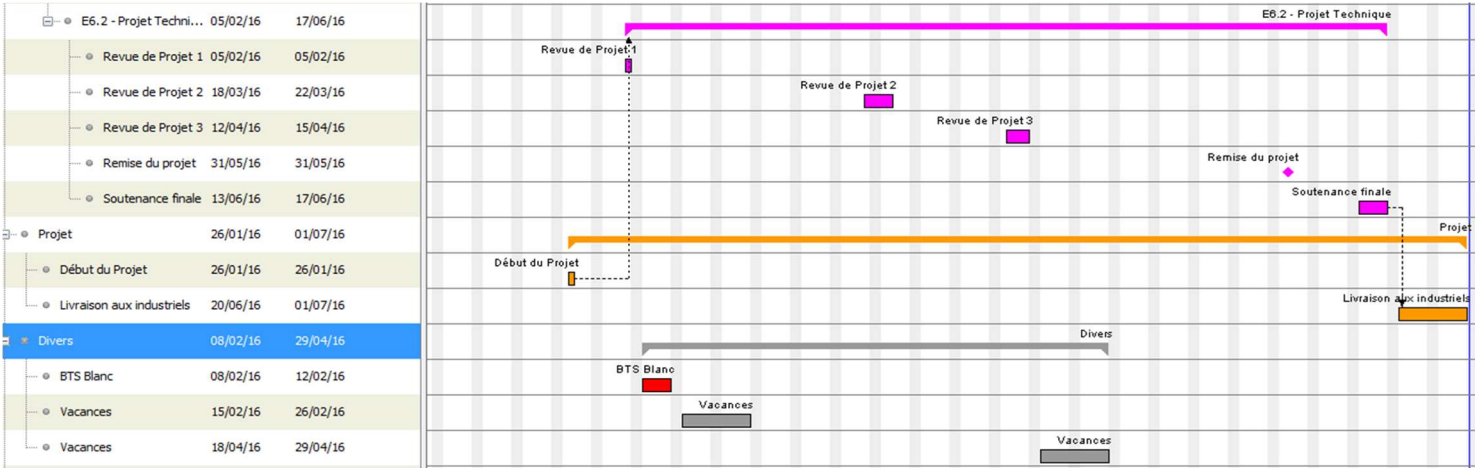 E6.2 - Projet Techni... 05/02/16 17/06/16
E6.2 - Projet Technique
Revue de Projet 1 05/02/16 05/02/16
Revue de Projet 1
Revue de Projet 2 18/03/16 22/03/16
Revue de Projet 2
Revue de Projet 3 12/04/16 15/04/16
Revue de Projet 3
Remise du projet 31/05/16 31/05/16
Remise du projet
Soutenance finale 13/06/16 17/06/16
Soutenance finale
Projet 26/01/16 01/07/16
Projet
Début du Projet 26/01/16 26/01/16
Début du Projet
Livraison aux industriels 20/06/16 01/07/16
Livraison aux industriels
Divers 08/02/16 29/04/16
Divers
BTS Blanc 08/02/16 12/02/16
BTS Blanc
Vacances 15/02/16 26/02/16
Vacances
Vacances 18/04/16 29/04/16
Vacances